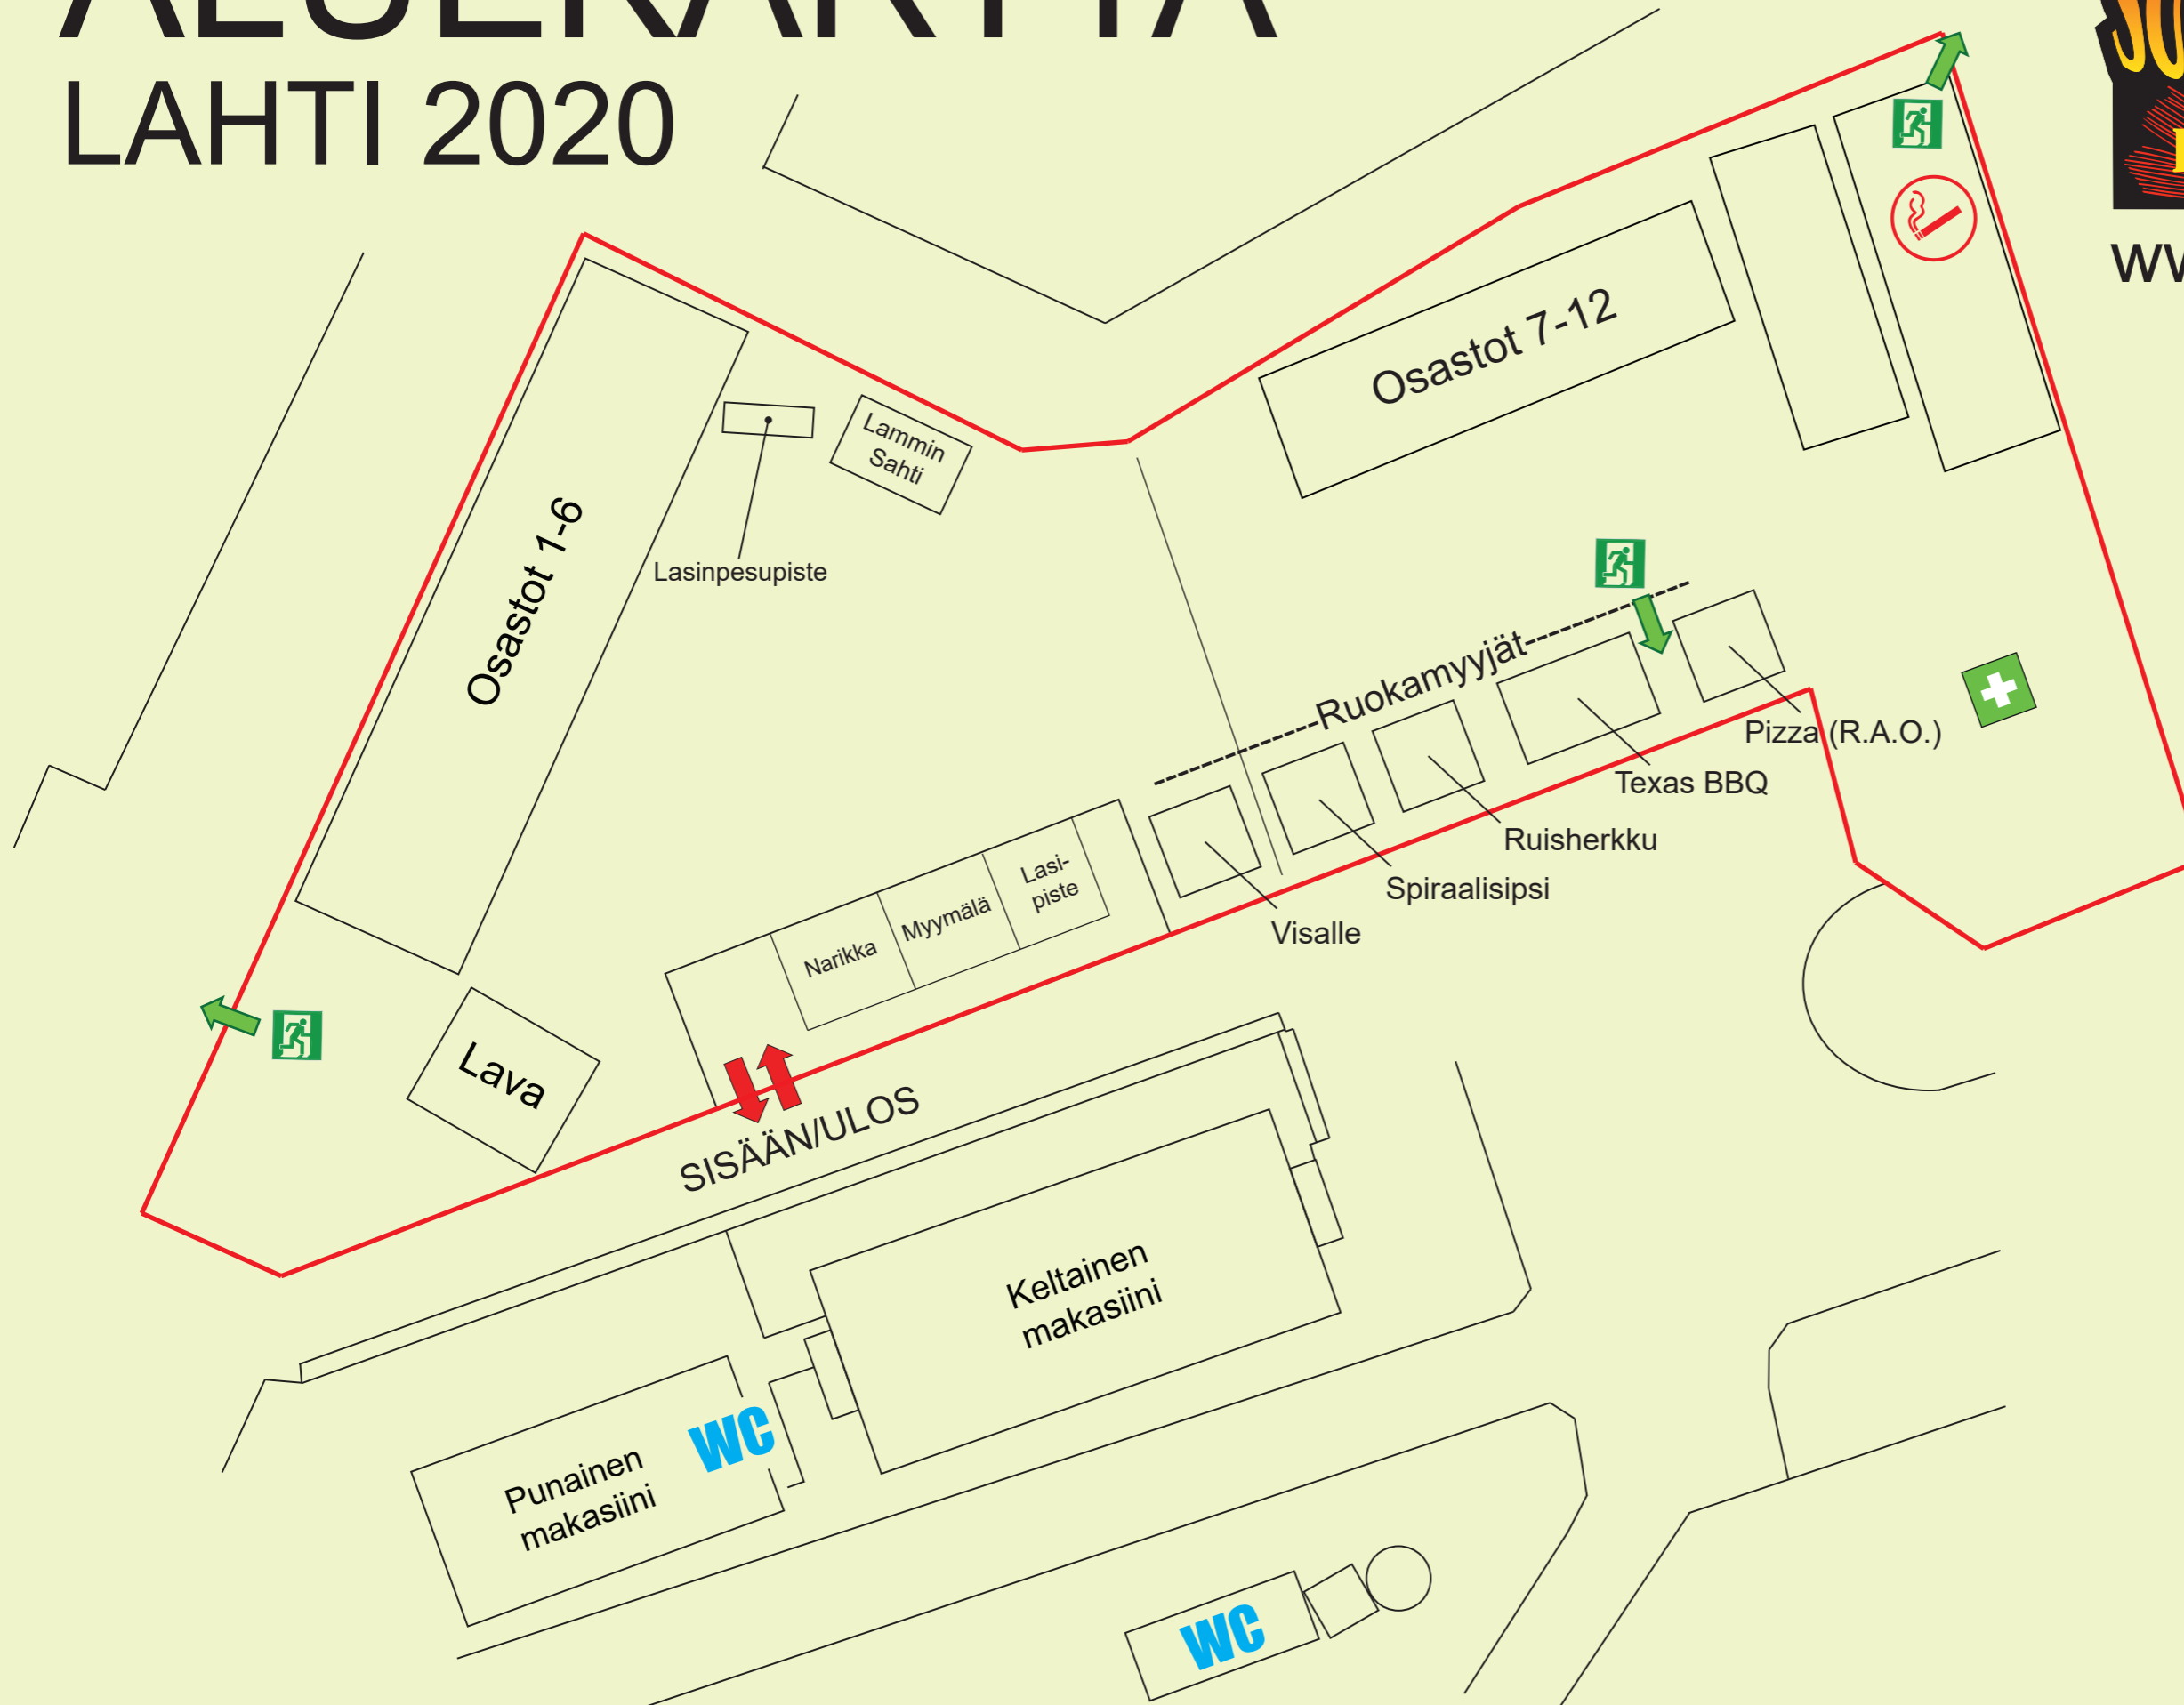 ALUEKARTTA
LAHTI 2020
Osastot 1-6
Lasinpesupiste
Lammin
Sahti
Osastot 7-12
Ruokamyyjät
Pizza (R.A.O.)
Texas BBQ
Ruisherkku
Spiraalisipsi
Visalle
Narikka
Myymälä
Lasi-
piste
Lava
SISÄÄN/ULOS
Keltainen
makasiini
Punainen
makasiini
WC
WC